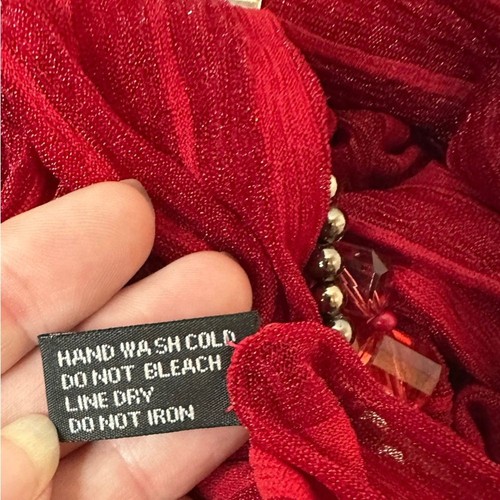 HAND WASH COLD
DO NOT BLEACH
LINE DRY
DO NOT IRON